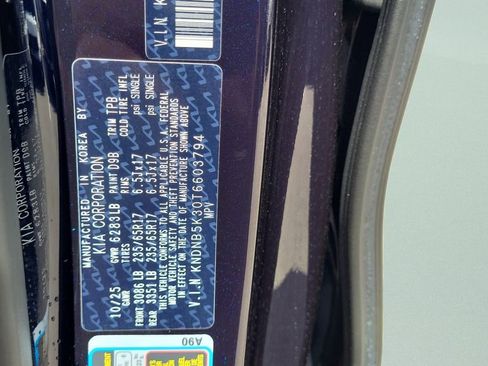 V.I.N
MANUFACTURED IN KOREA BY
KIA CORPORATION
10/25 GVWR 6283LB PAINT D9B TRIM TPB
GAWR TIRES RIMS COLD TIRE INFL
FRONT 3086LB 235/65R17 6.5Jx17 psi SINGLE
REAR 3351LB 235/65R17 6.5Jx17 psi SINGLE
THIS VEHICLE CONFORMS TO ALL APPLICABLE U.S.A. FEDERAL
MOTOR VEHICLE SAFETY AND THEFT PREVENTION STANDARDS
IN EFFECT ON THE DATE OF MANUFACTURE SHOWN ABOVE
V.I.N KNDNB5K30T6603794
MPV
A90